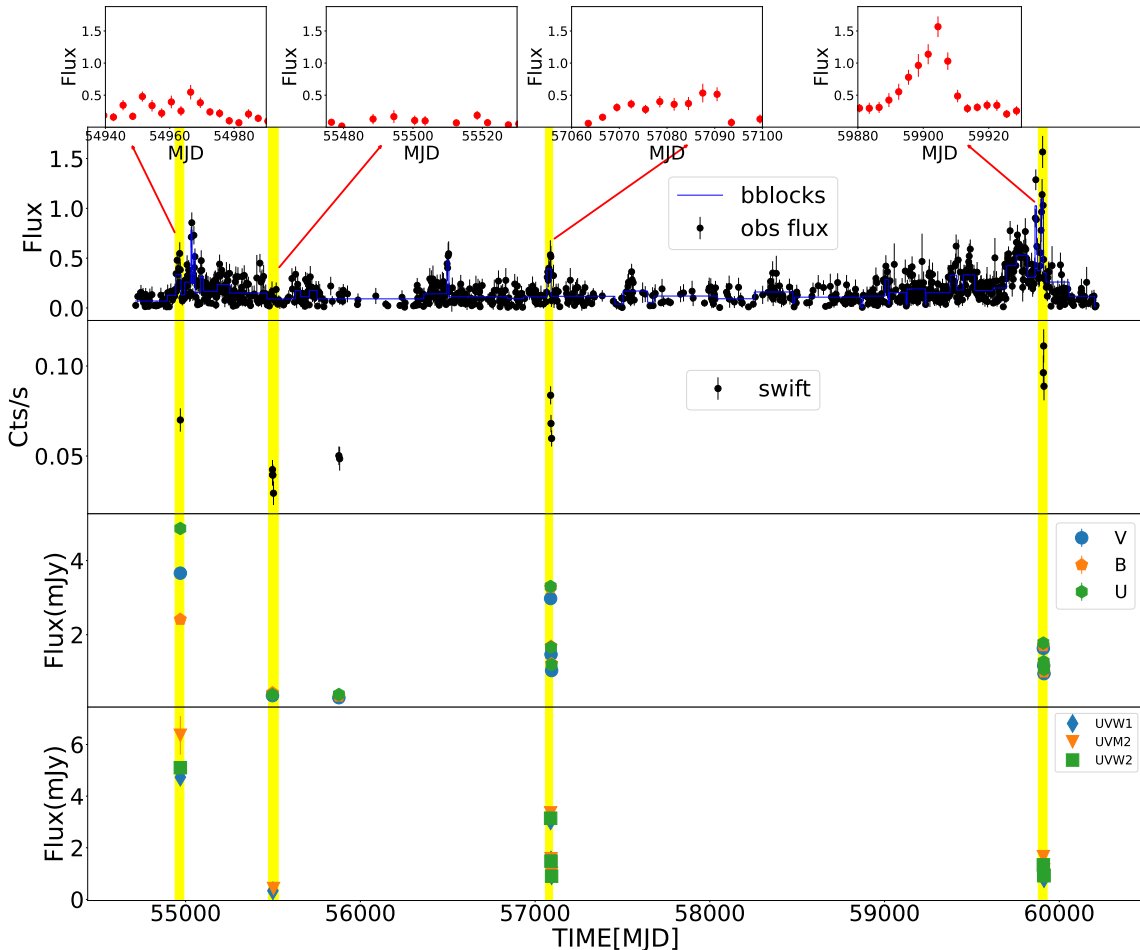 1.5
1.0
0.5
Flux
54940 54960 54980
MJD
1.5
1.0
0.5
Flux
55480 55500 55520
MJD
1.5
1.0
0.5
Flux
57060 57070 57080 57090 57100
MJD
1.5
1.0
0.5
Flux
59880 59900 59920
MJD
1.5
1.0
0.5
0.0
Flux
bblocks
obs flux
0.10
0.05
Cts/s
swift
4
2
Flux(mJy)
V
B
U
6
4
2
0
Flux(mJy)
UVW1
UVM2
UVW2
55000 56000 57000 58000 59000 60000
TIME[MJD]